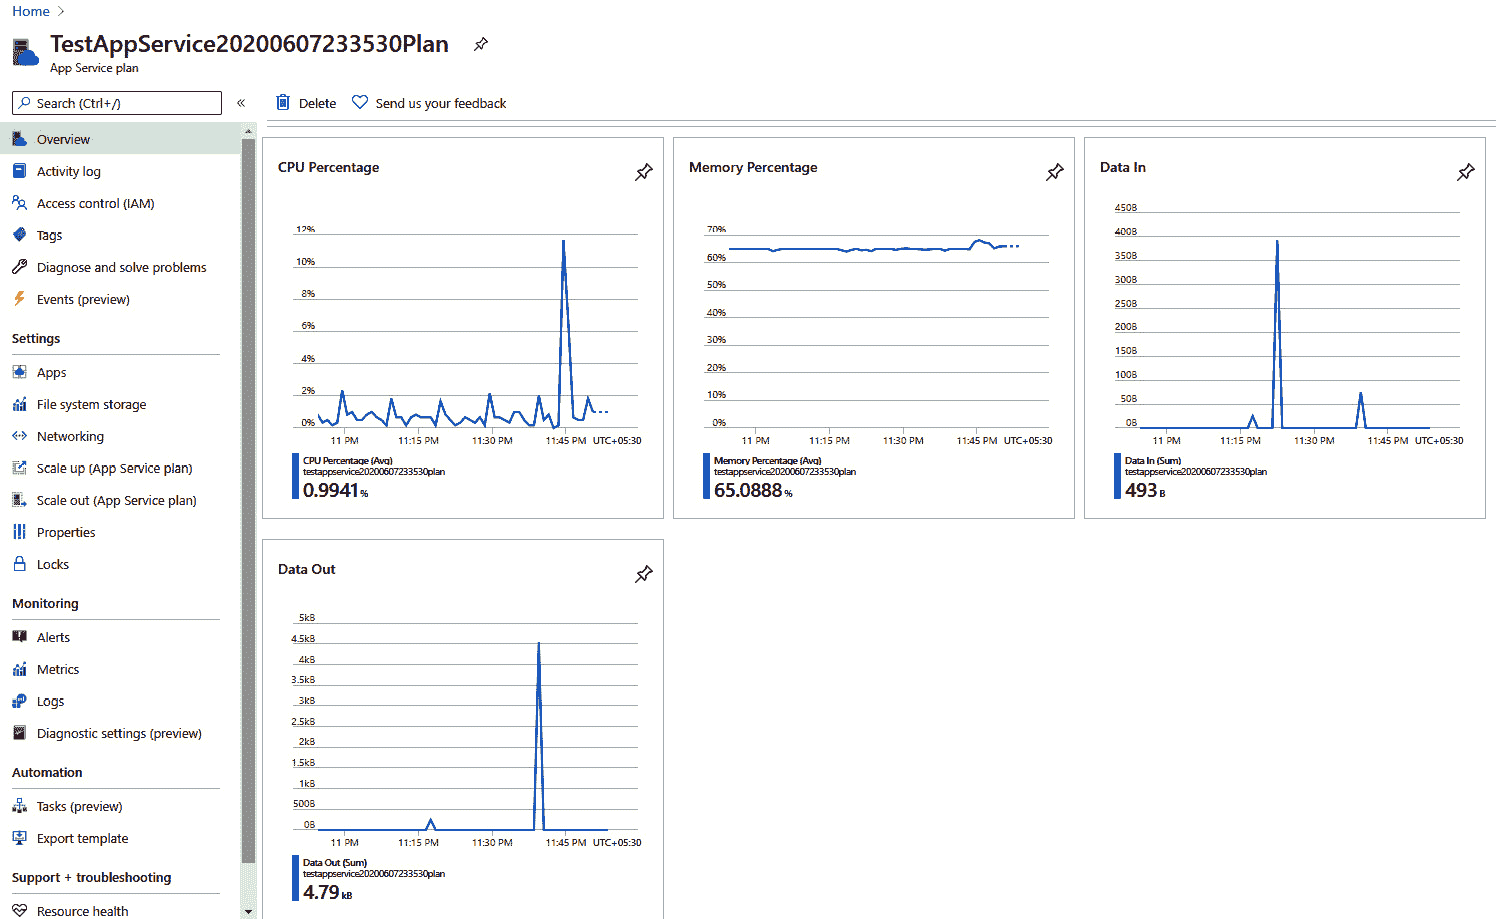 Home
TestAppService20200607233530Plan
App Service plan
Search (Ctrl+/)
«
Delete
Send us your feedback
Overview
Activity log
Access control (IAM)
Tags
Diagnose and solve problems
Events (preview)
Settings
Apps
File system storage
Networking
Scale up (App Service plan)
Scale out (App Service plan)
Properties
Locks
Monitoring
Alerts
Metrics
Logs
Diagnostic settings (preview)
Automation
Tasks (preview)
Export template
Support + troubleshooting
Resource health
CPU Percentage
12%
10%
8%
6%
4%
2%
0%
11 PM 11:15 PM 11:30 PM 11:45 PM UTC+05:30
CPU Percentage (Avg)
testappservice20200607233530plan
0.9941 %
Memory Percentage
70%
60%
50%
40%
30%
20%
10%
0%
11 PM 11:15 PM 11:30 PM 11:45 PM UTC+05:30
Memory Percentage (Avg)
testappservice20200607233530plan
65.0888 %
Data In
450B
400B
350B
300B
250B
200B
150B
100B
50B
0B
11 PM 11:15 PM 11:30 PM 11:45 PM UTC+05:30
Data In (Sum)
testappservice20200607233530plan
493 B
Data Out
5kB
4.5kB
4kB
3.5kB
3kB
2.5kB
2kB
1.5kB
1kB
500B
0B
11 PM 11:15 PM 11:30 PM 11:45 PM UTC+05:30
Data Out (Sum)
testappservice20200607233530plan
4.79 kB